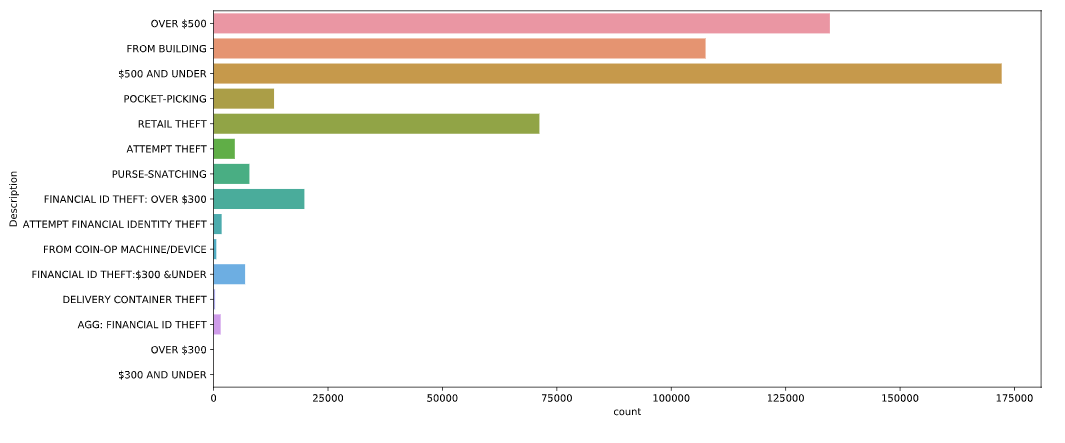 OVER $500
FROM BUILDING
$500 AND UNDER
POCKET-PICKING
RETAIL THEFT
ATTEMPT THEFT
PURSE-SNATCHING
FINANCIAL ID THEFT: OVER $300
ATTEMPT FINANCIAL IDENTITY THEFT
FROM COIN-OP MACHINE/DEVICE
FINANCIAL ID THEFT:$300 &UNDER
DELIVERY CONTAINER THEFT
AGG: FINANCIAL ID THEFT
OVER $300
$300 AND UNDER
Description
0 25000 50000 75000 100000 125000 150000 175000
count